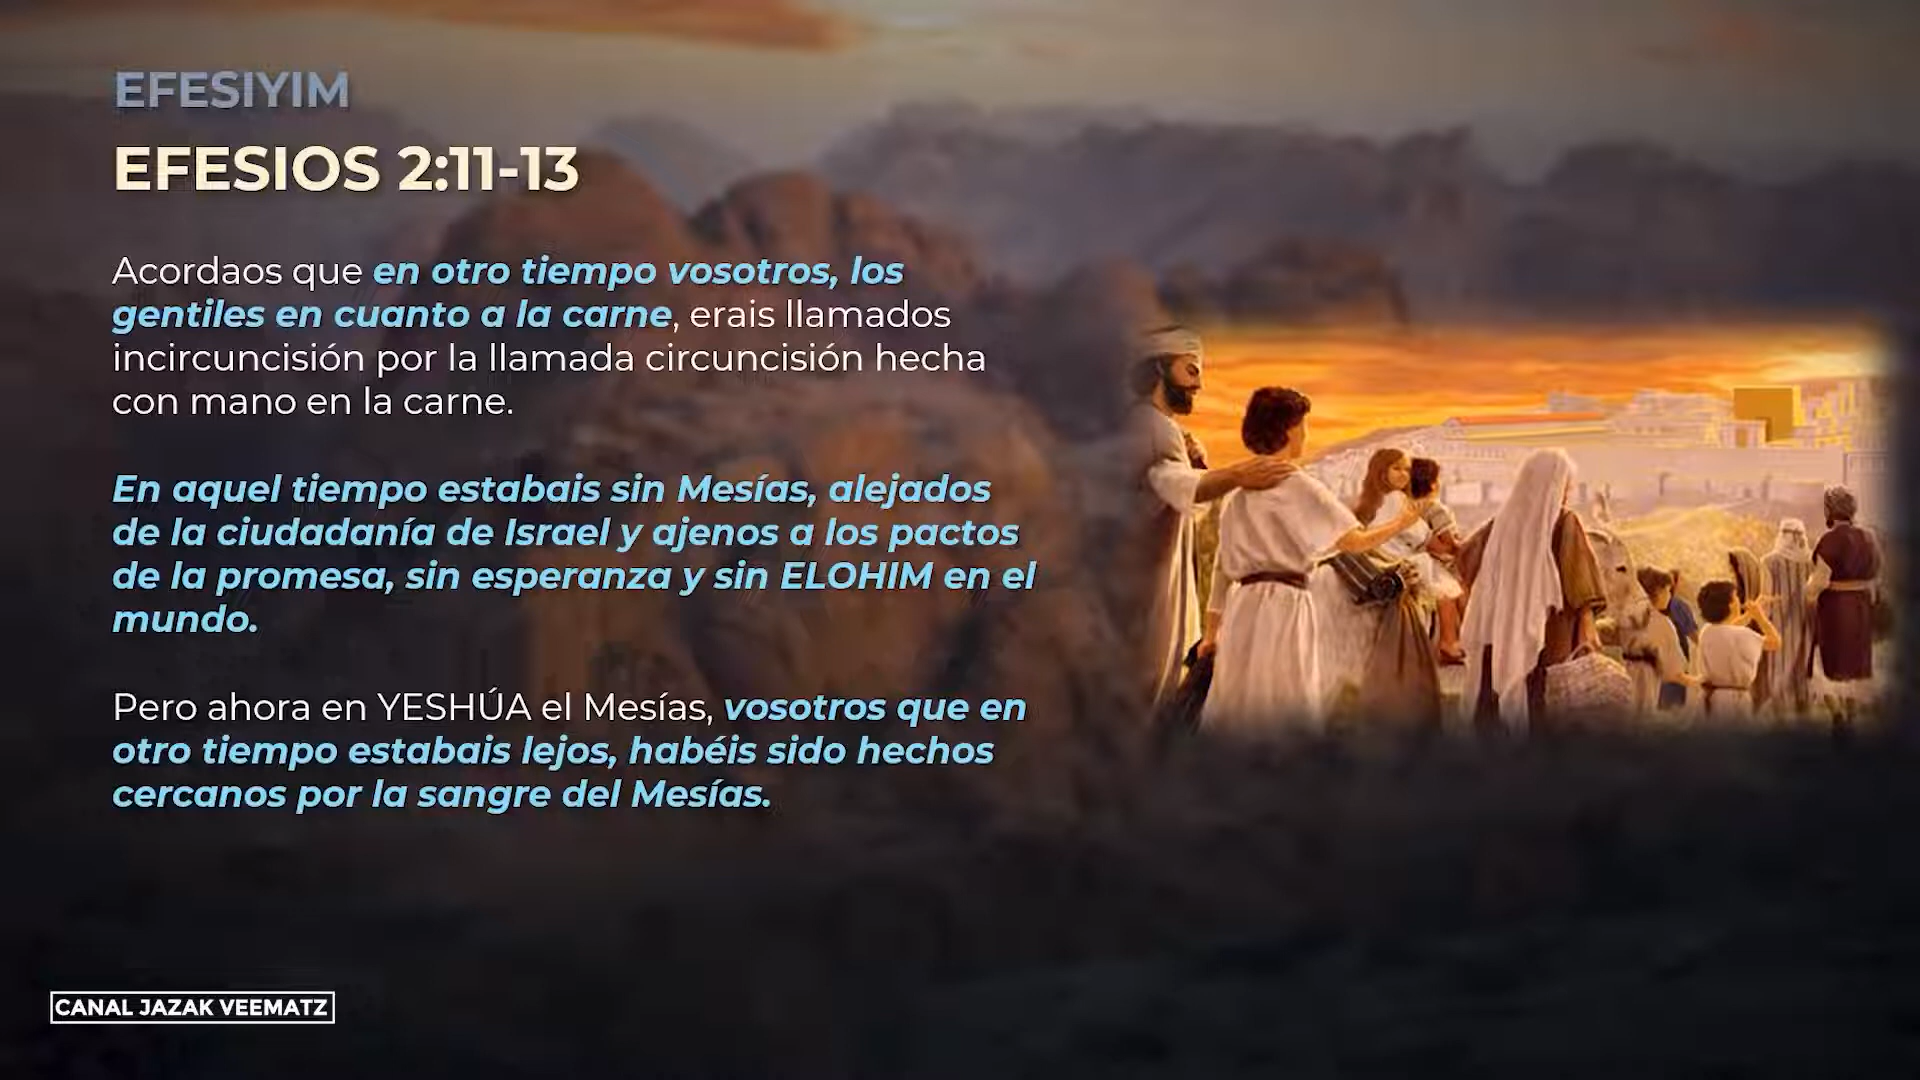 EFESIYIM
EFESIOS 2:11-13
Acordaos que en otro tiempo vosotros, los
gentiles en cuanto a la carne, erais llamados
incircuncisión por la llamada circuncisión hecha
con mano en la carne.
En aquel tiempo estabais sin Mesías, alejados
de la ciudadanía de Israel y ajenos a los pactos
de la promesa, sin esperanza y sin ELOHIM en el
mundo.
Pero ahora en YESHÚA el Mesías, vosotros que en
otro tiempo estabais lejos, habéis sido hechos
cercanos por la sangre del Mesías.
CANAL JAZAK VEEMATZ